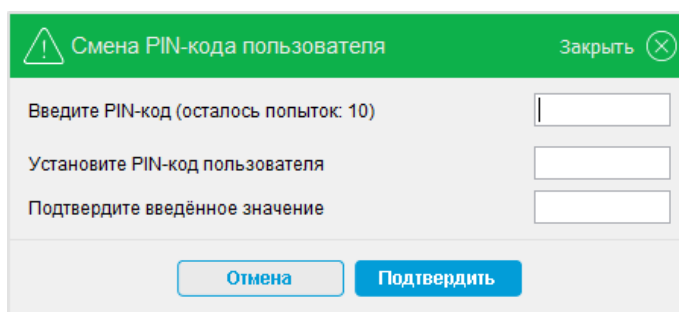 Смена PIN-кода пользователя Закрыть
Введите PIN-код (осталось попыток: 10)
Установите PIN-код пользователя
Подтвердите введённое значение
Отмена Подтвердить